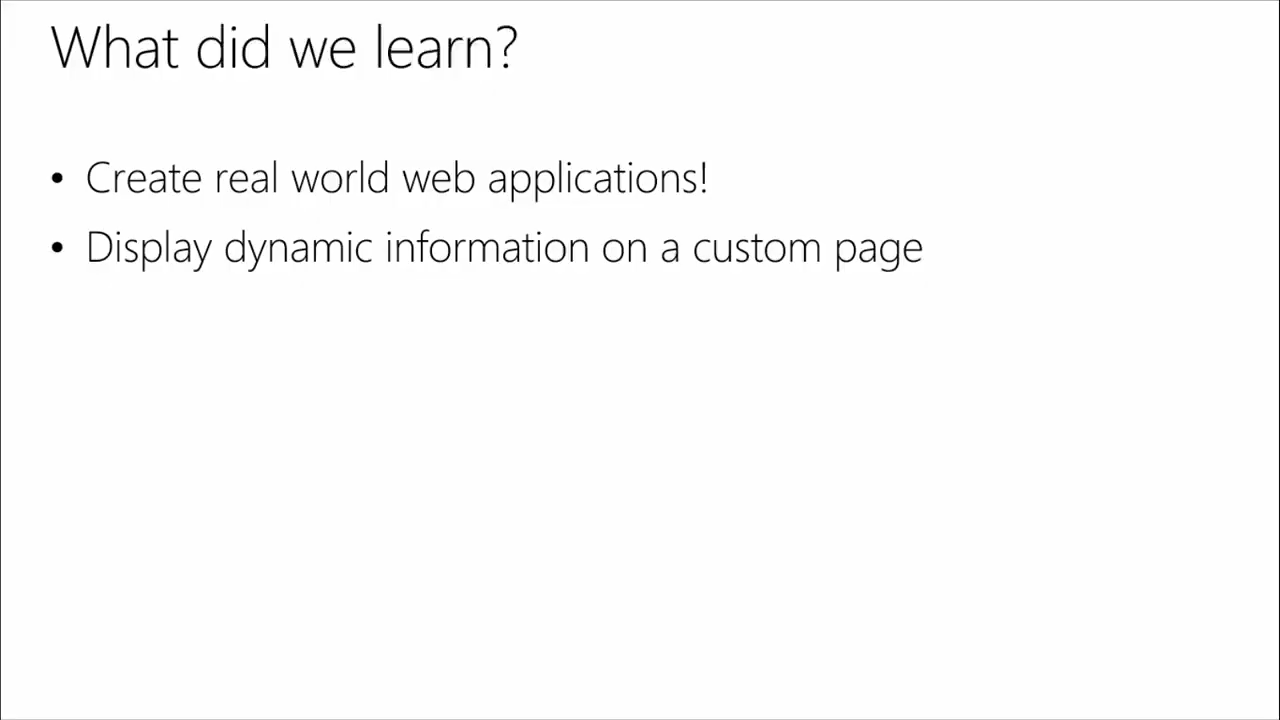 What did we learn?
• Create real world web applications!
• Display dynamic information on a custom page